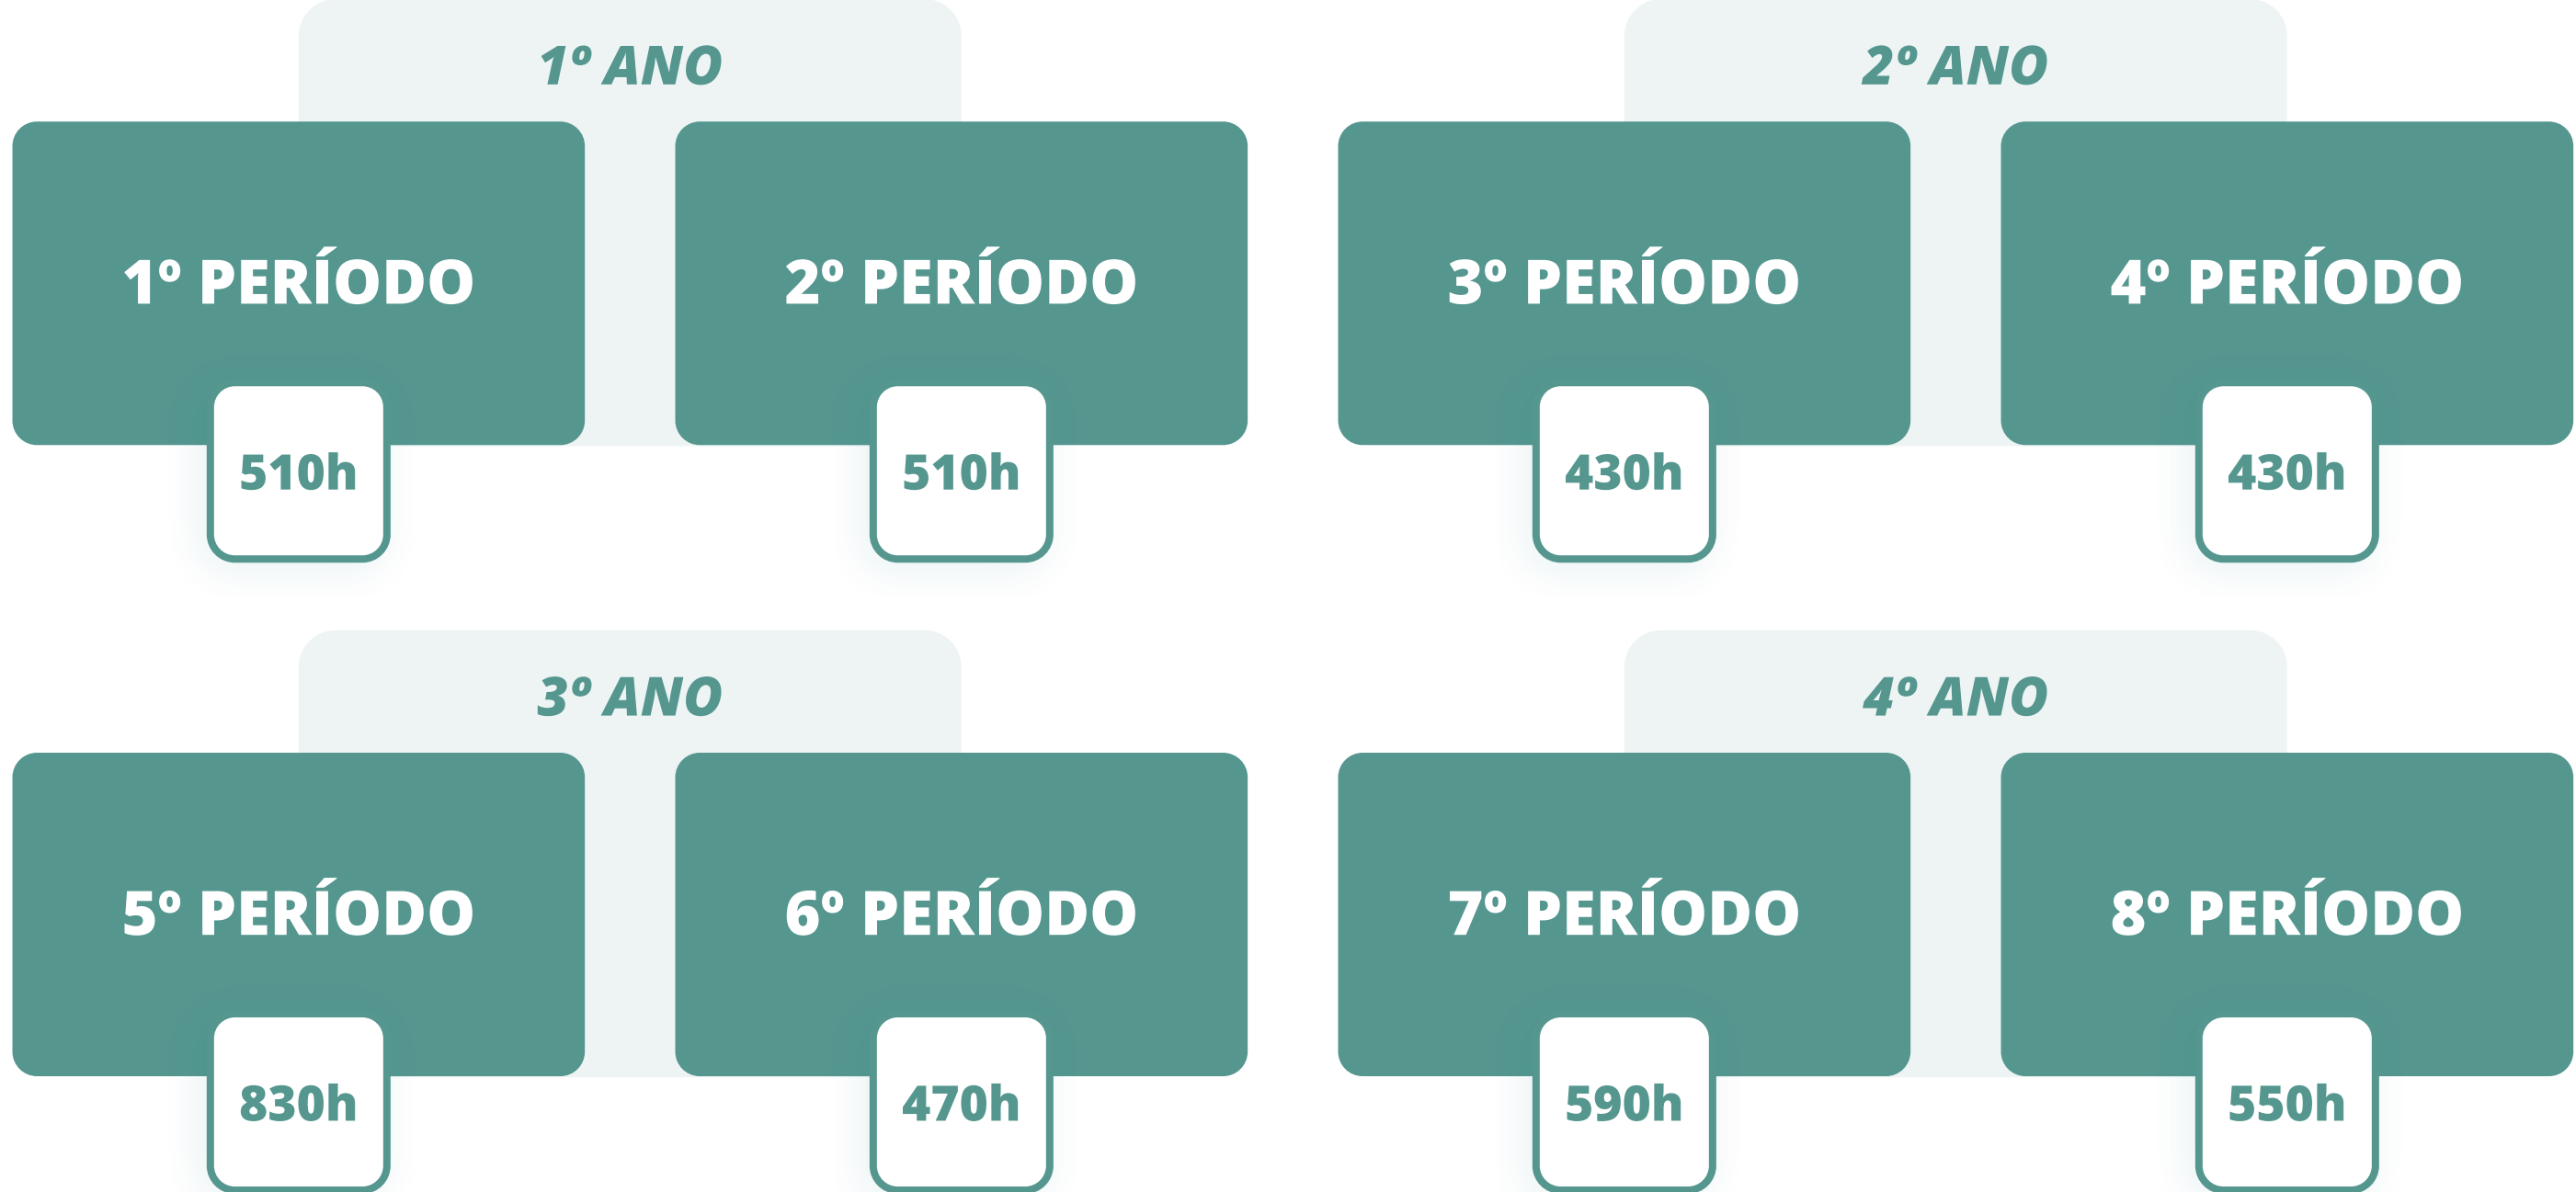 1º ANO
1º PERÍODO
510h
2º PERÍODO
510h
2º ANO
3º PERÍODO
430h
4º PERÍODO
430h
3º ANO
5º PERÍODO
830h
6º PERÍODO
470h
4º ANO
7º PERÍODO
590h
8º PERÍODO
550h